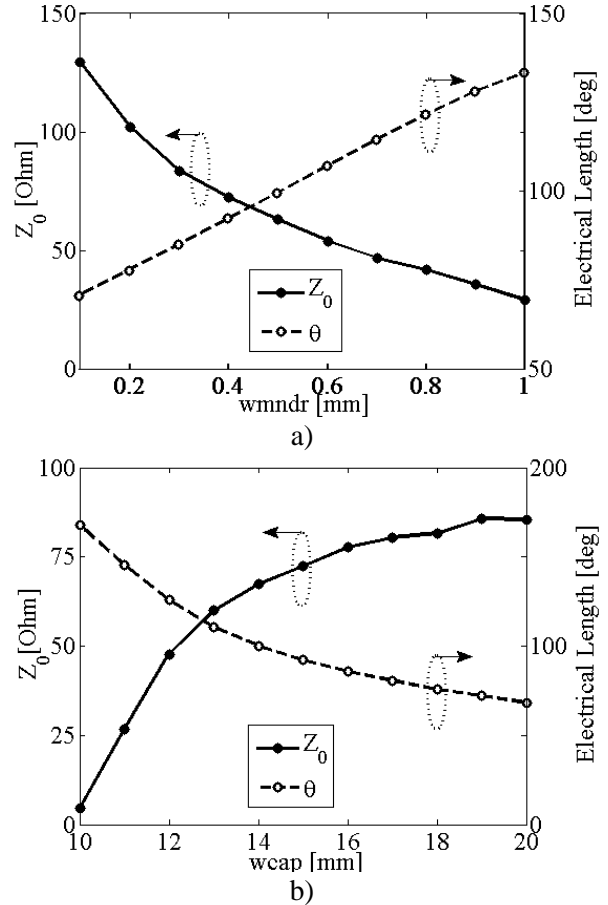 150
100
50
0
Z0 [Ohm]
150
100
50
Electrical Length [deg]
Z0
θ
0.2 0.4 0.6 0.8 1
wmndr [mm]
a)
100
75
50
25
0
Z0 [Ohm]
200
100
0
Electrical Length [deg]
Z0
θ
10 12 14 16 18 20
wcap [mm]
b)